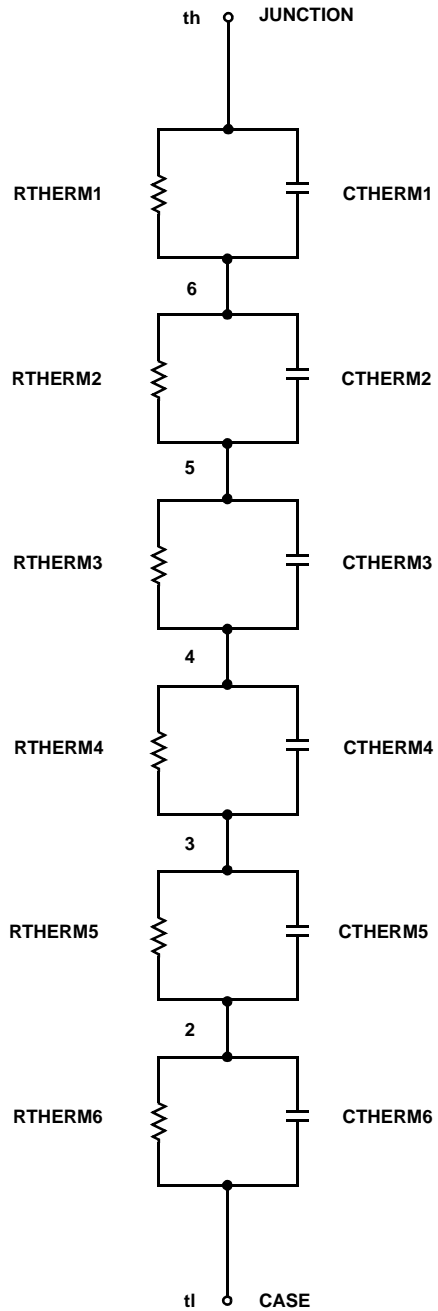 th JUNCTION
RTHERM1 CTHERM1
6
RTHERM2 CTHERM2
5
RTHERM3 CTHERM3
4
RTHERM4 CTHERM4
3
RTHERM5 CTHERM5
2
RTHERM6 CTHERM6
tl CASE